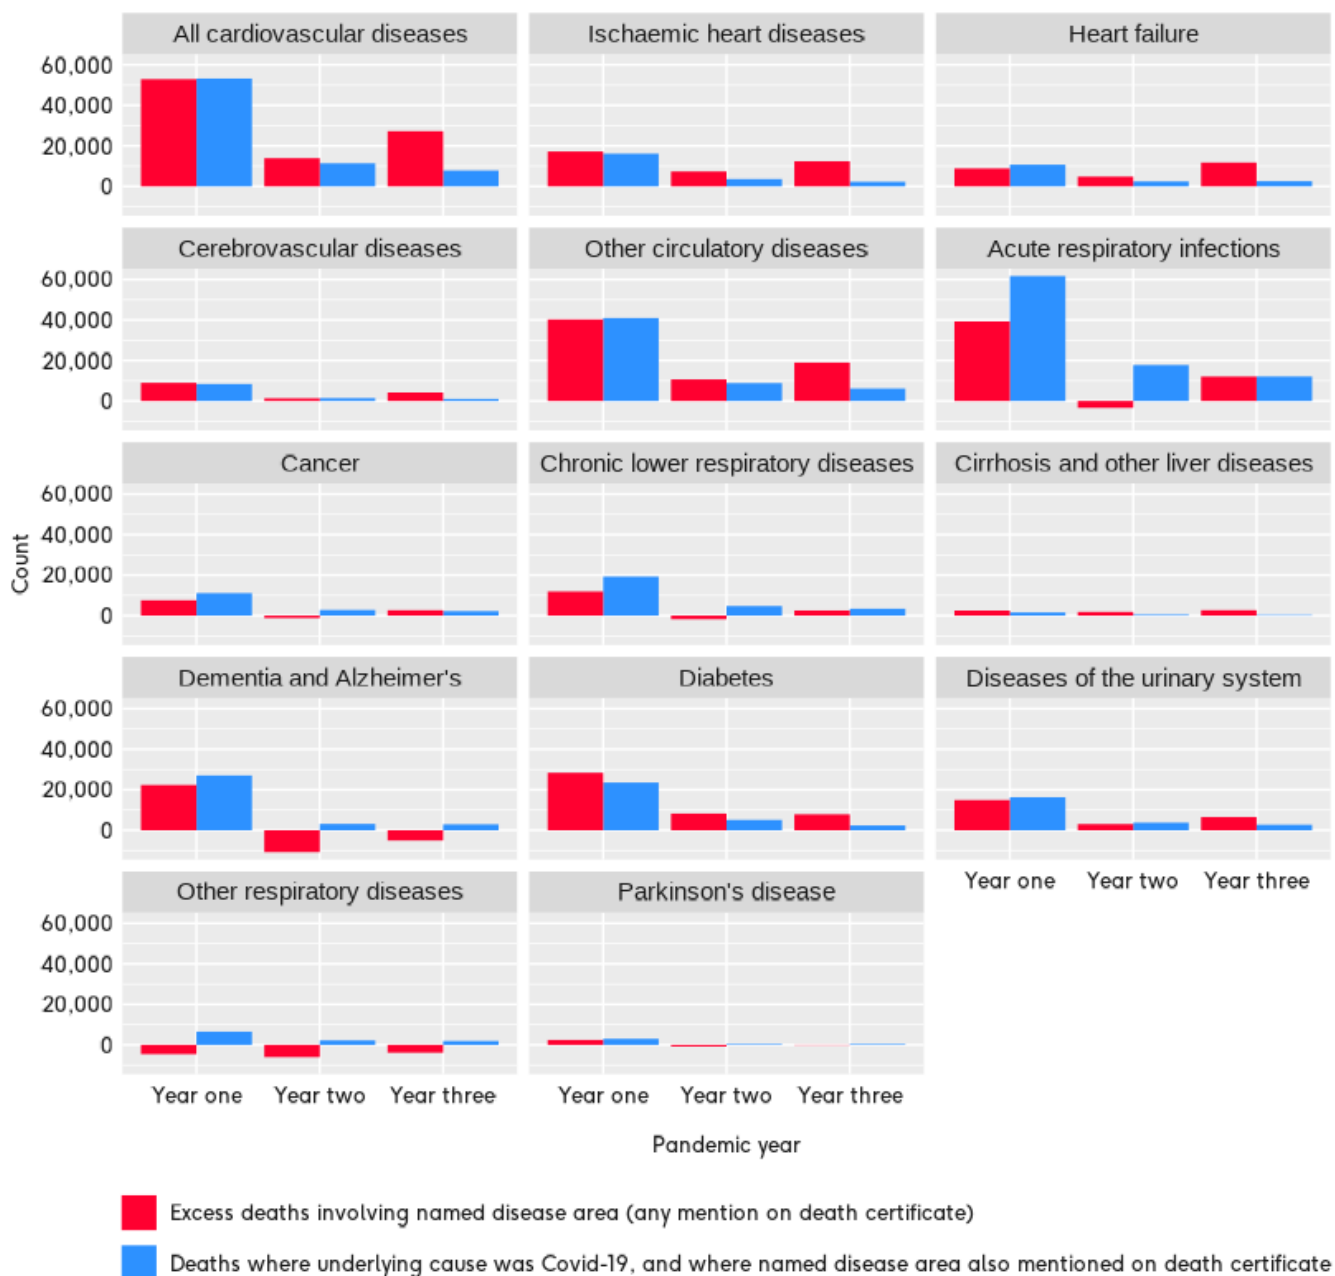 All cardiovascular diseases
Ischaemic heart diseases
Heart failure
60,000
40,000
20,000
0
Cerebrovascular diseases
Other circulatory diseases
Acute respiratory infections
60,000
40,000
20,000
0
Cancer
Chronic lower respiratory diseases
Cirrhosis and other liver diseases
60,000
40,000
20,000
0
Count
Dementia and Alzheimer's
Diabetes
Diseases of the urinary system
60,000
40,000
20,000
0
Year one Year two Year three
Other respiratory diseases
Parkinson's disease
60,000
40,000
20,000
0
Year one Year two Year three
Year one Year two Year three
Pandemic year
Excess deaths involving named disease area (any mention on death certificate)
Deaths where underlying cause was Covid-19, and where named disease area also mentioned on death certificate